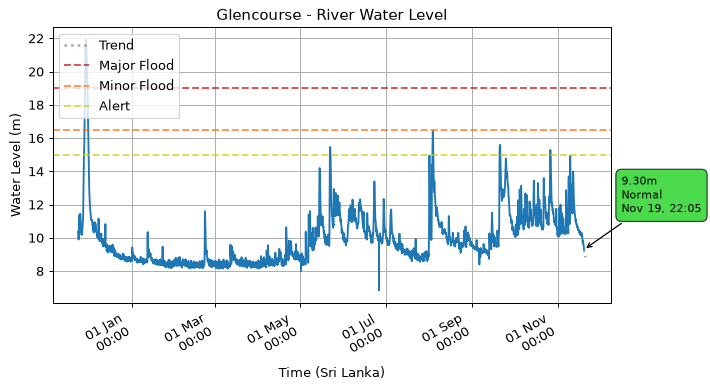 Glencourse - River Water Level
Trend
Major Flood
Minor Flood
Alert
22
20
18
16
14
12
10
8
Water Level (m)
9.30m
Normal
Nov 19, 22:05
01 Jan
00:00
01 Mar
00:00
01 May
00:00
01 Jul
00:00
01 Sep
00:00
01 Nov
00:00
Time (Sri Lanka)